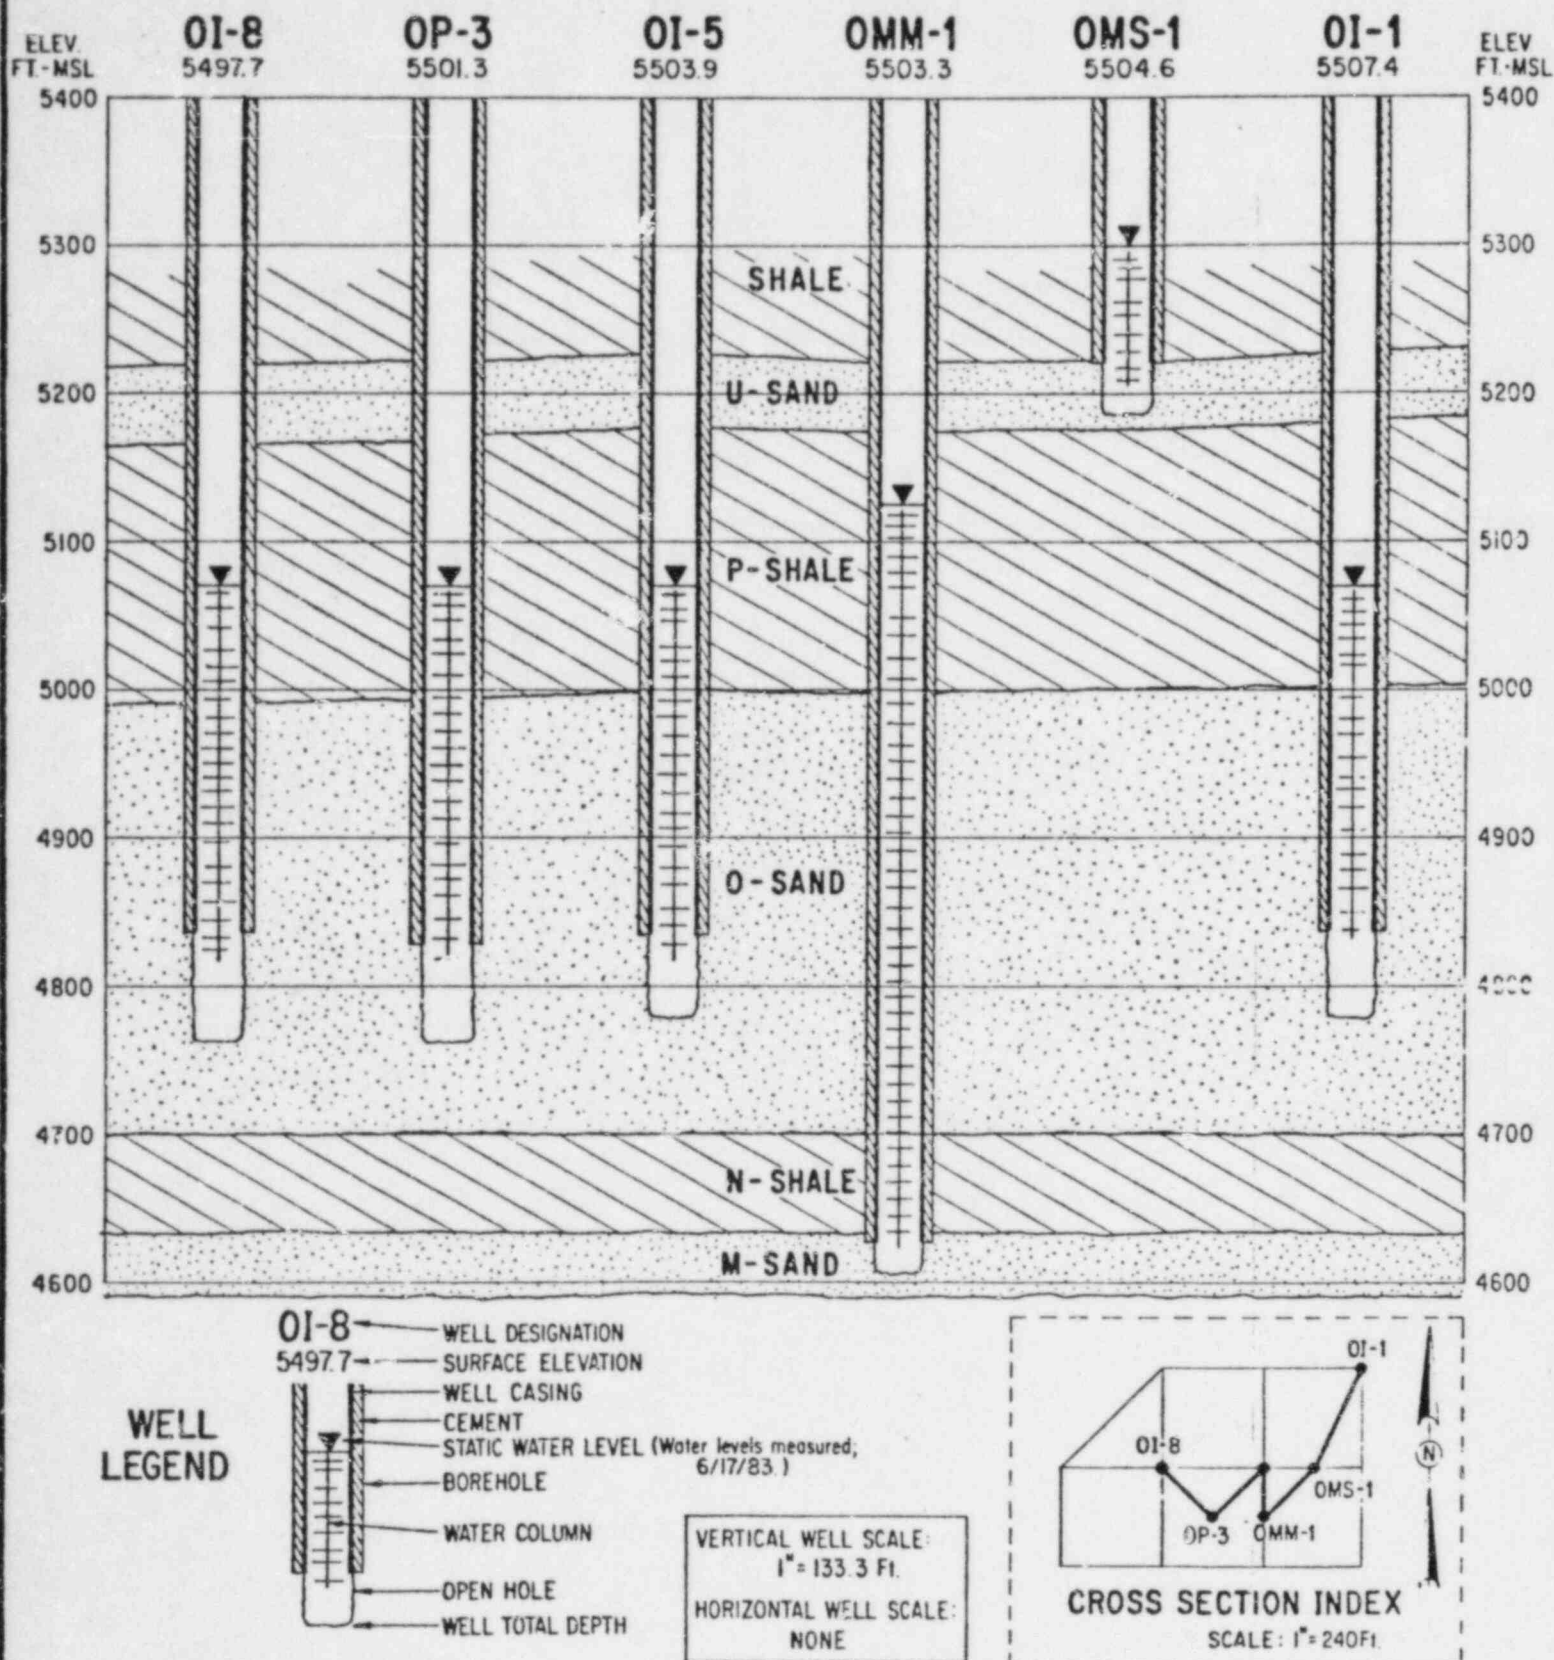 ELEV.
FT.-MSL
OI-8
5497.7
OP-3
5501.3
OI-5
5503.9
OMM-1
5503.3
OMS-1
5504.6
OI-1
5507.4
ELEV
FT.-MSL
5400
5400
5300
5300
SHALE
5200
U-SAND
5200
5100
P-SHALE
5100
5000
5000
4900
4900
O-SAND
4800
4700
4700
N-SHALE
M-SAND
4600
4600
OI-8
WELL DESIGNATION
5497.7
SURFACE ELEVATION
WELL CASING
CEMENT
STATIC WATER LEVEL (Water levels measured,
6/17/83.)
BOREHOLE
WATER COLUMN
OPEN HOLE
WELL TOTAL DEPTH
WELL
LEGEND
VERTICAL WELL SCALE:
1"= 133.3 Ft.
HORIZONTAL WELL SCALE:
NONE
OI-1
OI-8
OMS-1
OP-3
OMM-1
N
CROSS SECTION INDEX
SCALE: 1"= 240Ft.